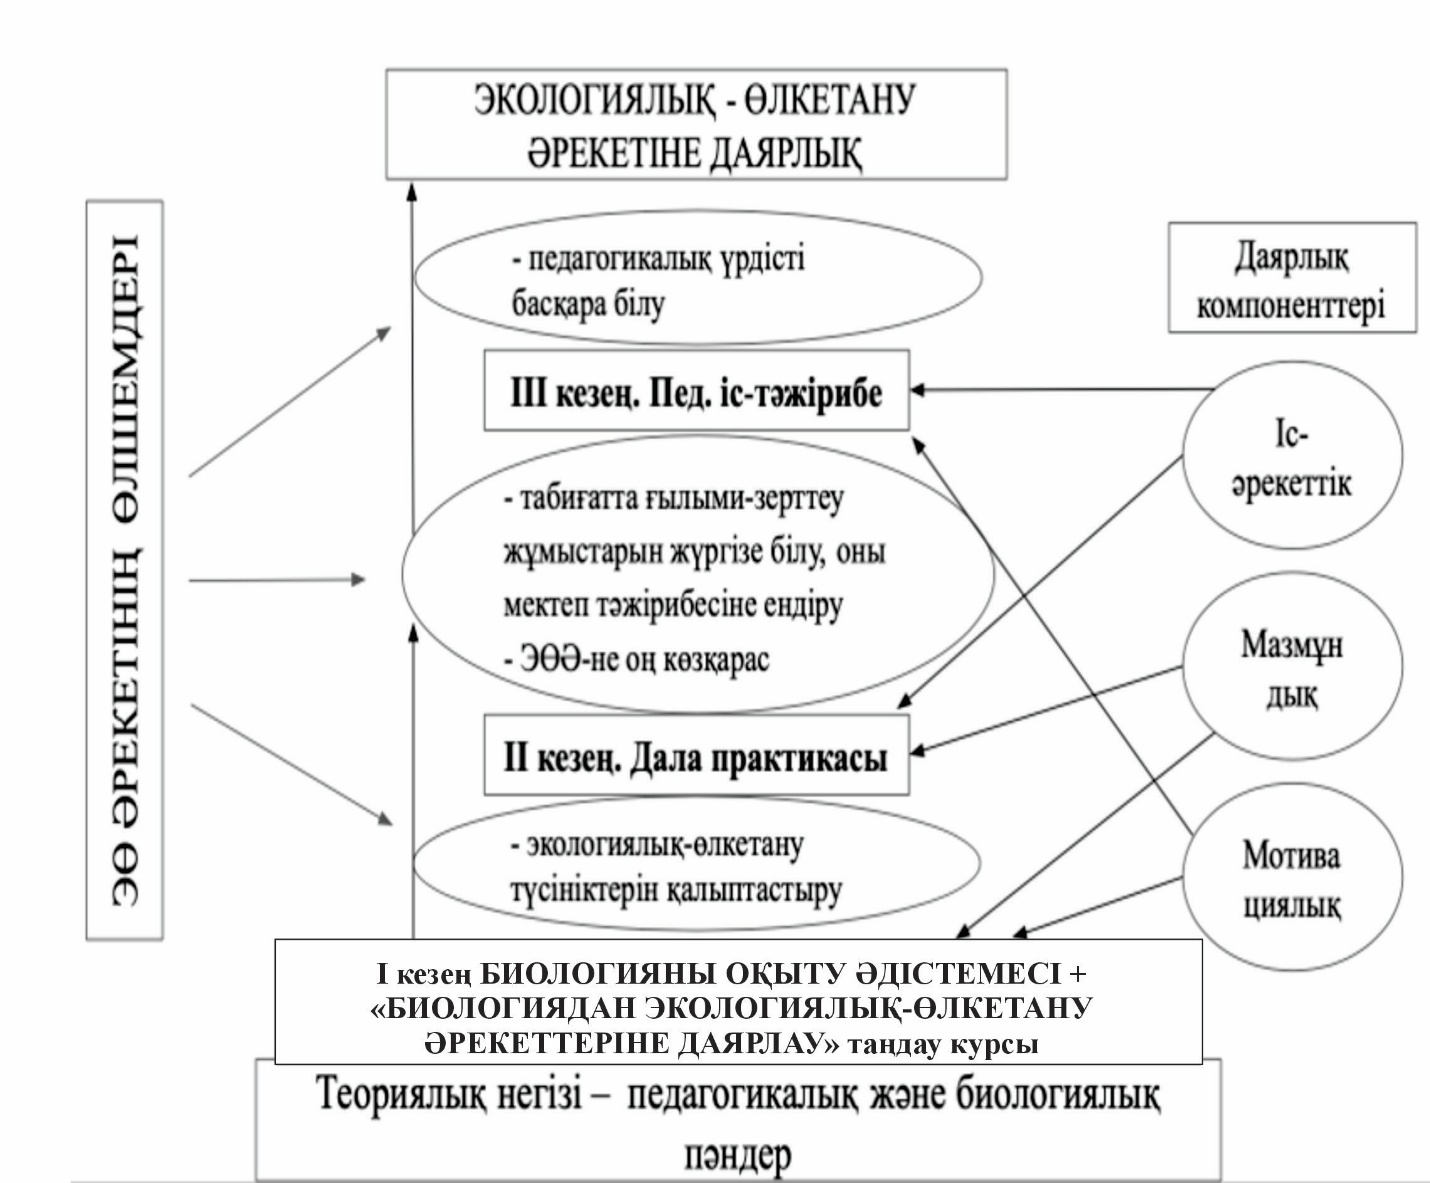 ЭКОЛОГИЯЛЫҚ - ӨЛКЕТАНУ
ӘРЕКЕТІНЕ ДАЯРЛЫҚ
ЭӨ ӘРЕКЕТІНІҢ ӨЛШЕМДЕРІ
- педагогикалық үрдісті
басқара білу
Даярлық
компоненттері
III кезең. Пед. іс-тәжірибе
Іс-
әрекеттік
- табиғатта ғылыми-зерттеу
жұмыстарын жүргізе білу, оны
мектеп тәжірибесіне ендіру
- ЭӨӘ-не оң көзқарас
Мазмұн
дық
II кезең. Дала практикасы
- экологиялық-өлкетану
түсініктерін қалыптастыру
Мотива
циялық
I кезең БИОЛОГИЯНЫ ОҚЫТУ ӘДІСТЕМЕСІ +
«БИОЛОГИЯДАН ЭКОЛОГИЯЛЫҚ-ӨЛКЕТАНУ
ӘРЕКЕТТЕРІНЕ ДАЯРЛАУ» таңдау курсы
Теориялық негізі – педагогикалық және биологиялық
пәндер